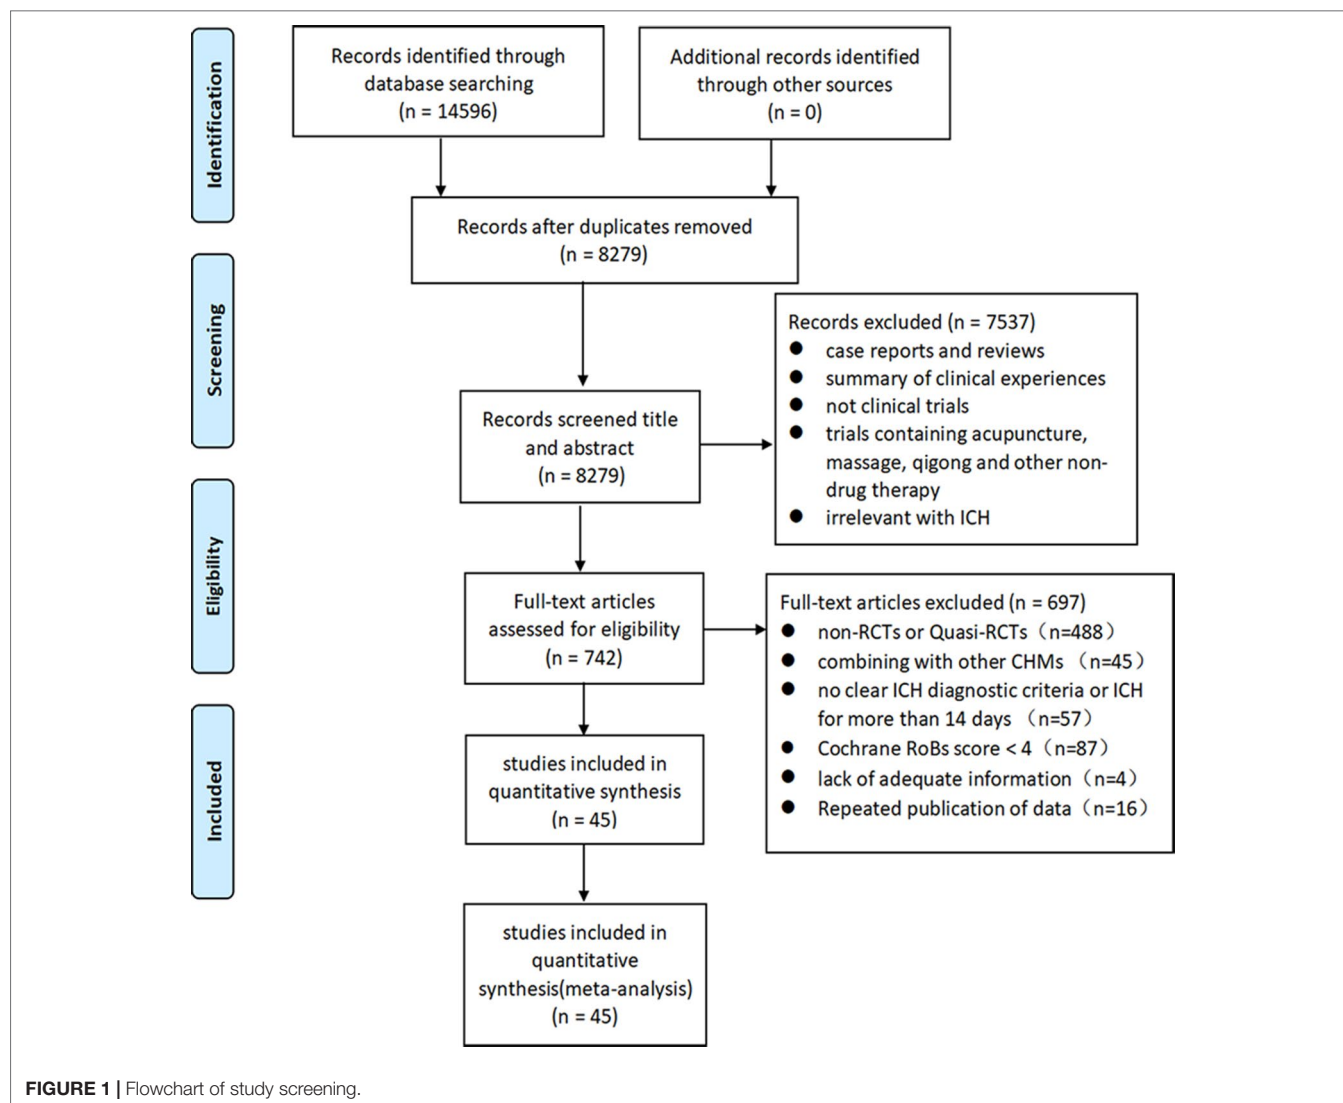 Identification
Records identified through
database searching
(n = 14596)
Additional records identified
through other sources
(n = 0)
Records after duplicates removed
(n = 8279)
Screening
Records screened title
and abstract
(n = 8279)
Records excluded (n = 7537)
● case reports and reviews
● summary of clinical experiences
● not clinical trials
● trials containing acupuncture,
massage, qigong and other non-
drug therapy
● irrelevant with ICH
Eligibility
Full-text articles
assessed for eligibility
(n = 742)
Full-text articles excluded (n = 697)
● non-RCTs or Quasi-RCTs（n=488）
● combining with other CHMs （n=45）
● no clear ICH diagnostic criteria or ICH
for more than 14 days （n=57）
● Cochrane RoBs score < 4（n=87）
● lack of adequate information（n=4）
● Repeated publication of data（n=16）
Included
studies included in
quantitative synthesis
(n = 45)
studies included in
quantitative
synthesis(meta-analysis)
(n = 45)
FIGURE 1 | Flowchart of study screening.